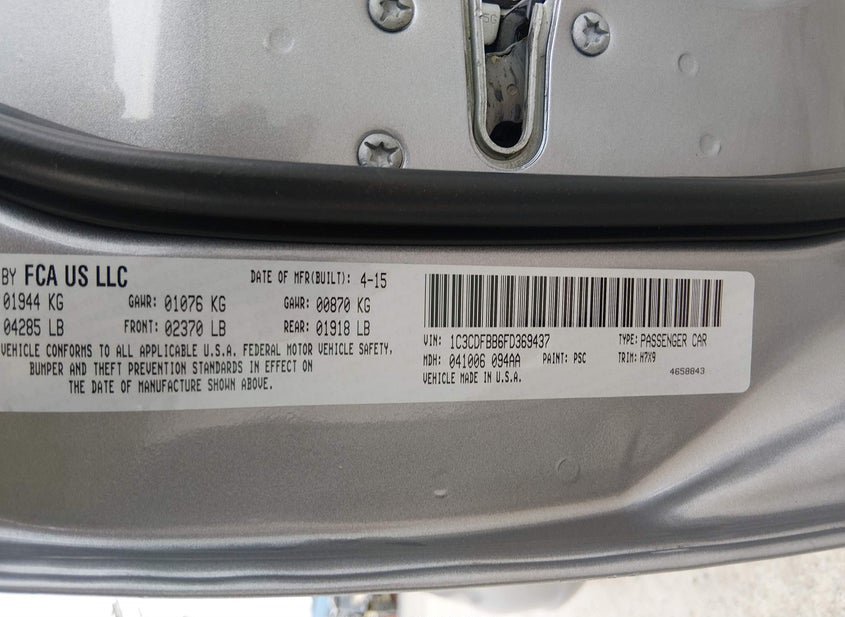 5G
BY FCA US LLC DATE OF MFR(BUILT): 4-15
01944 KG GAWR: 01076 KG GAWR: 00870 KG
04285 LB FRONT: 02370 LB REAR: 01918 LB
VEHICLE CONFORMS TO ALL APPLICABLE U.S.A. FEDERAL MOTOR VEHICLE SAFETY,
BUMPER AND THEFT PREVENTION STANDARDS IN EFFECT ON
THE DATE OF MANUFACTURE SHOWN ABOVE.
VIN: 1C3CDFBB6FD369437 TYPE: PASSENGER CAR
MDH: 041006 094AA PAINT: PSC TRIM: H7X9
VEHICLE MADE IN U.S.A. 4658843